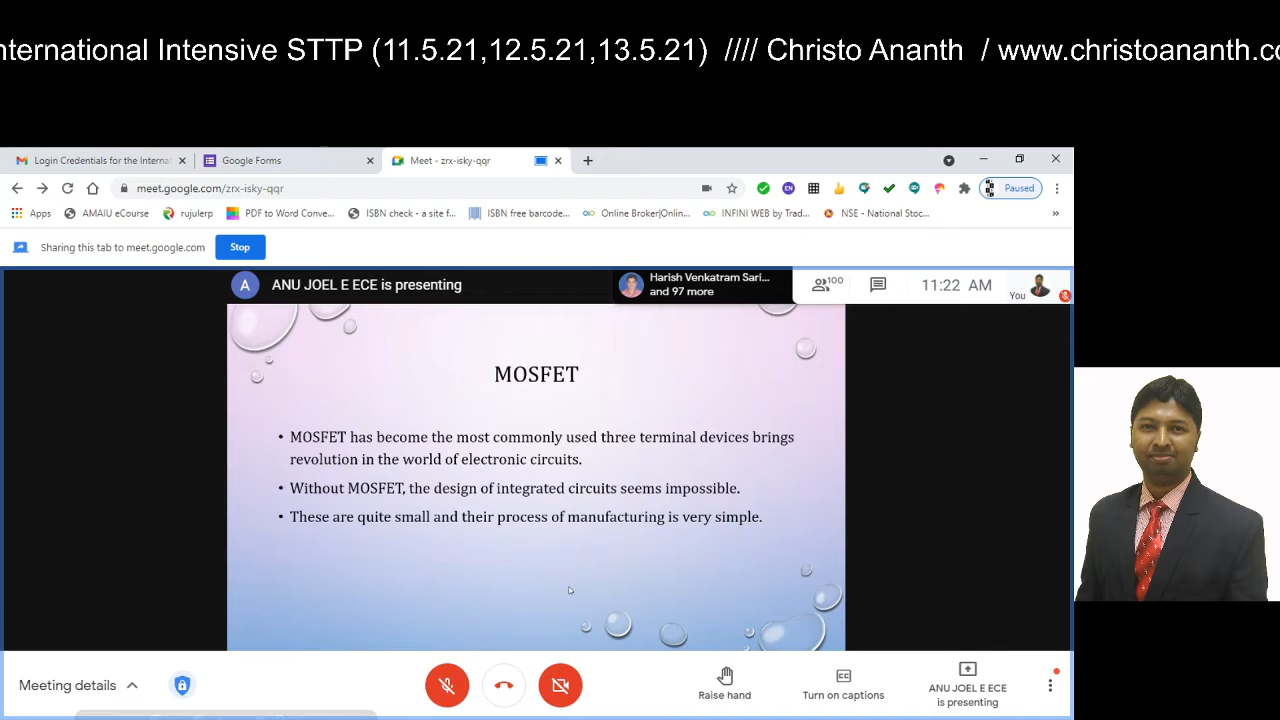 nternational Intensive STTP (11.5.21,12.5.21,13.5.21) //// Christo Ananth / www.christoananth.co
Login Credentials for the Interna
Google Forms
Meet - zrx-isky-qqr
meet.google.com/zrx-isky-qqr
EN
Paused
Apps
AMAIU eCourse
rujulerp
PDF to Word Conve...
ISBN check - a site f...
ISBN free barcode...
Online Broker|Onlin...
INFINI WEB by Trad...
NSE - National Stoc...
Sharing this tab to meet.google.com
Stop
A
ANU JOEL E ECE is presenting
Harish Venkatram Sari...
and 97 more
100
11:22 AM
You
MOSFET
• MOSFET has become the most commonly used three terminal devices brings
revolution in the world of electronic circuits.
• Without MOSFET, the design of integrated circuits seems impossible.
• These are quite small and their process of manufacturing is very simple.
Meeting details
Raise hand
CC
Turn on captions
ANU JOEL E ECE
is presenting